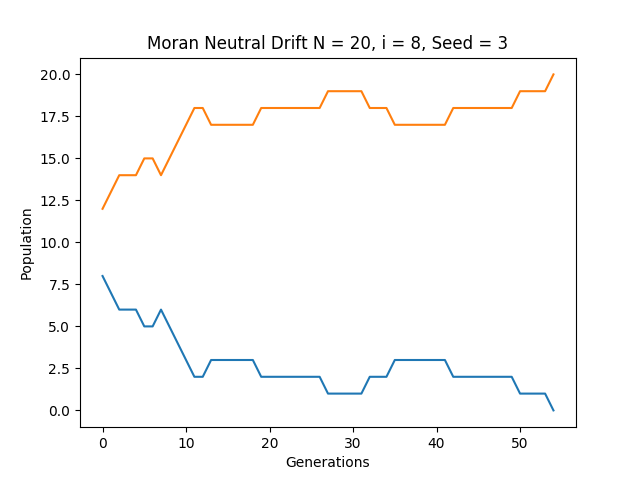 Moran Neutral Drift N = 20, i = 8, Seed = 3
20.0
17.5
15.0
12.5
10.0
7.5
5.0
2.5
0.0
Population
0 10 20 30 40 50
Generations